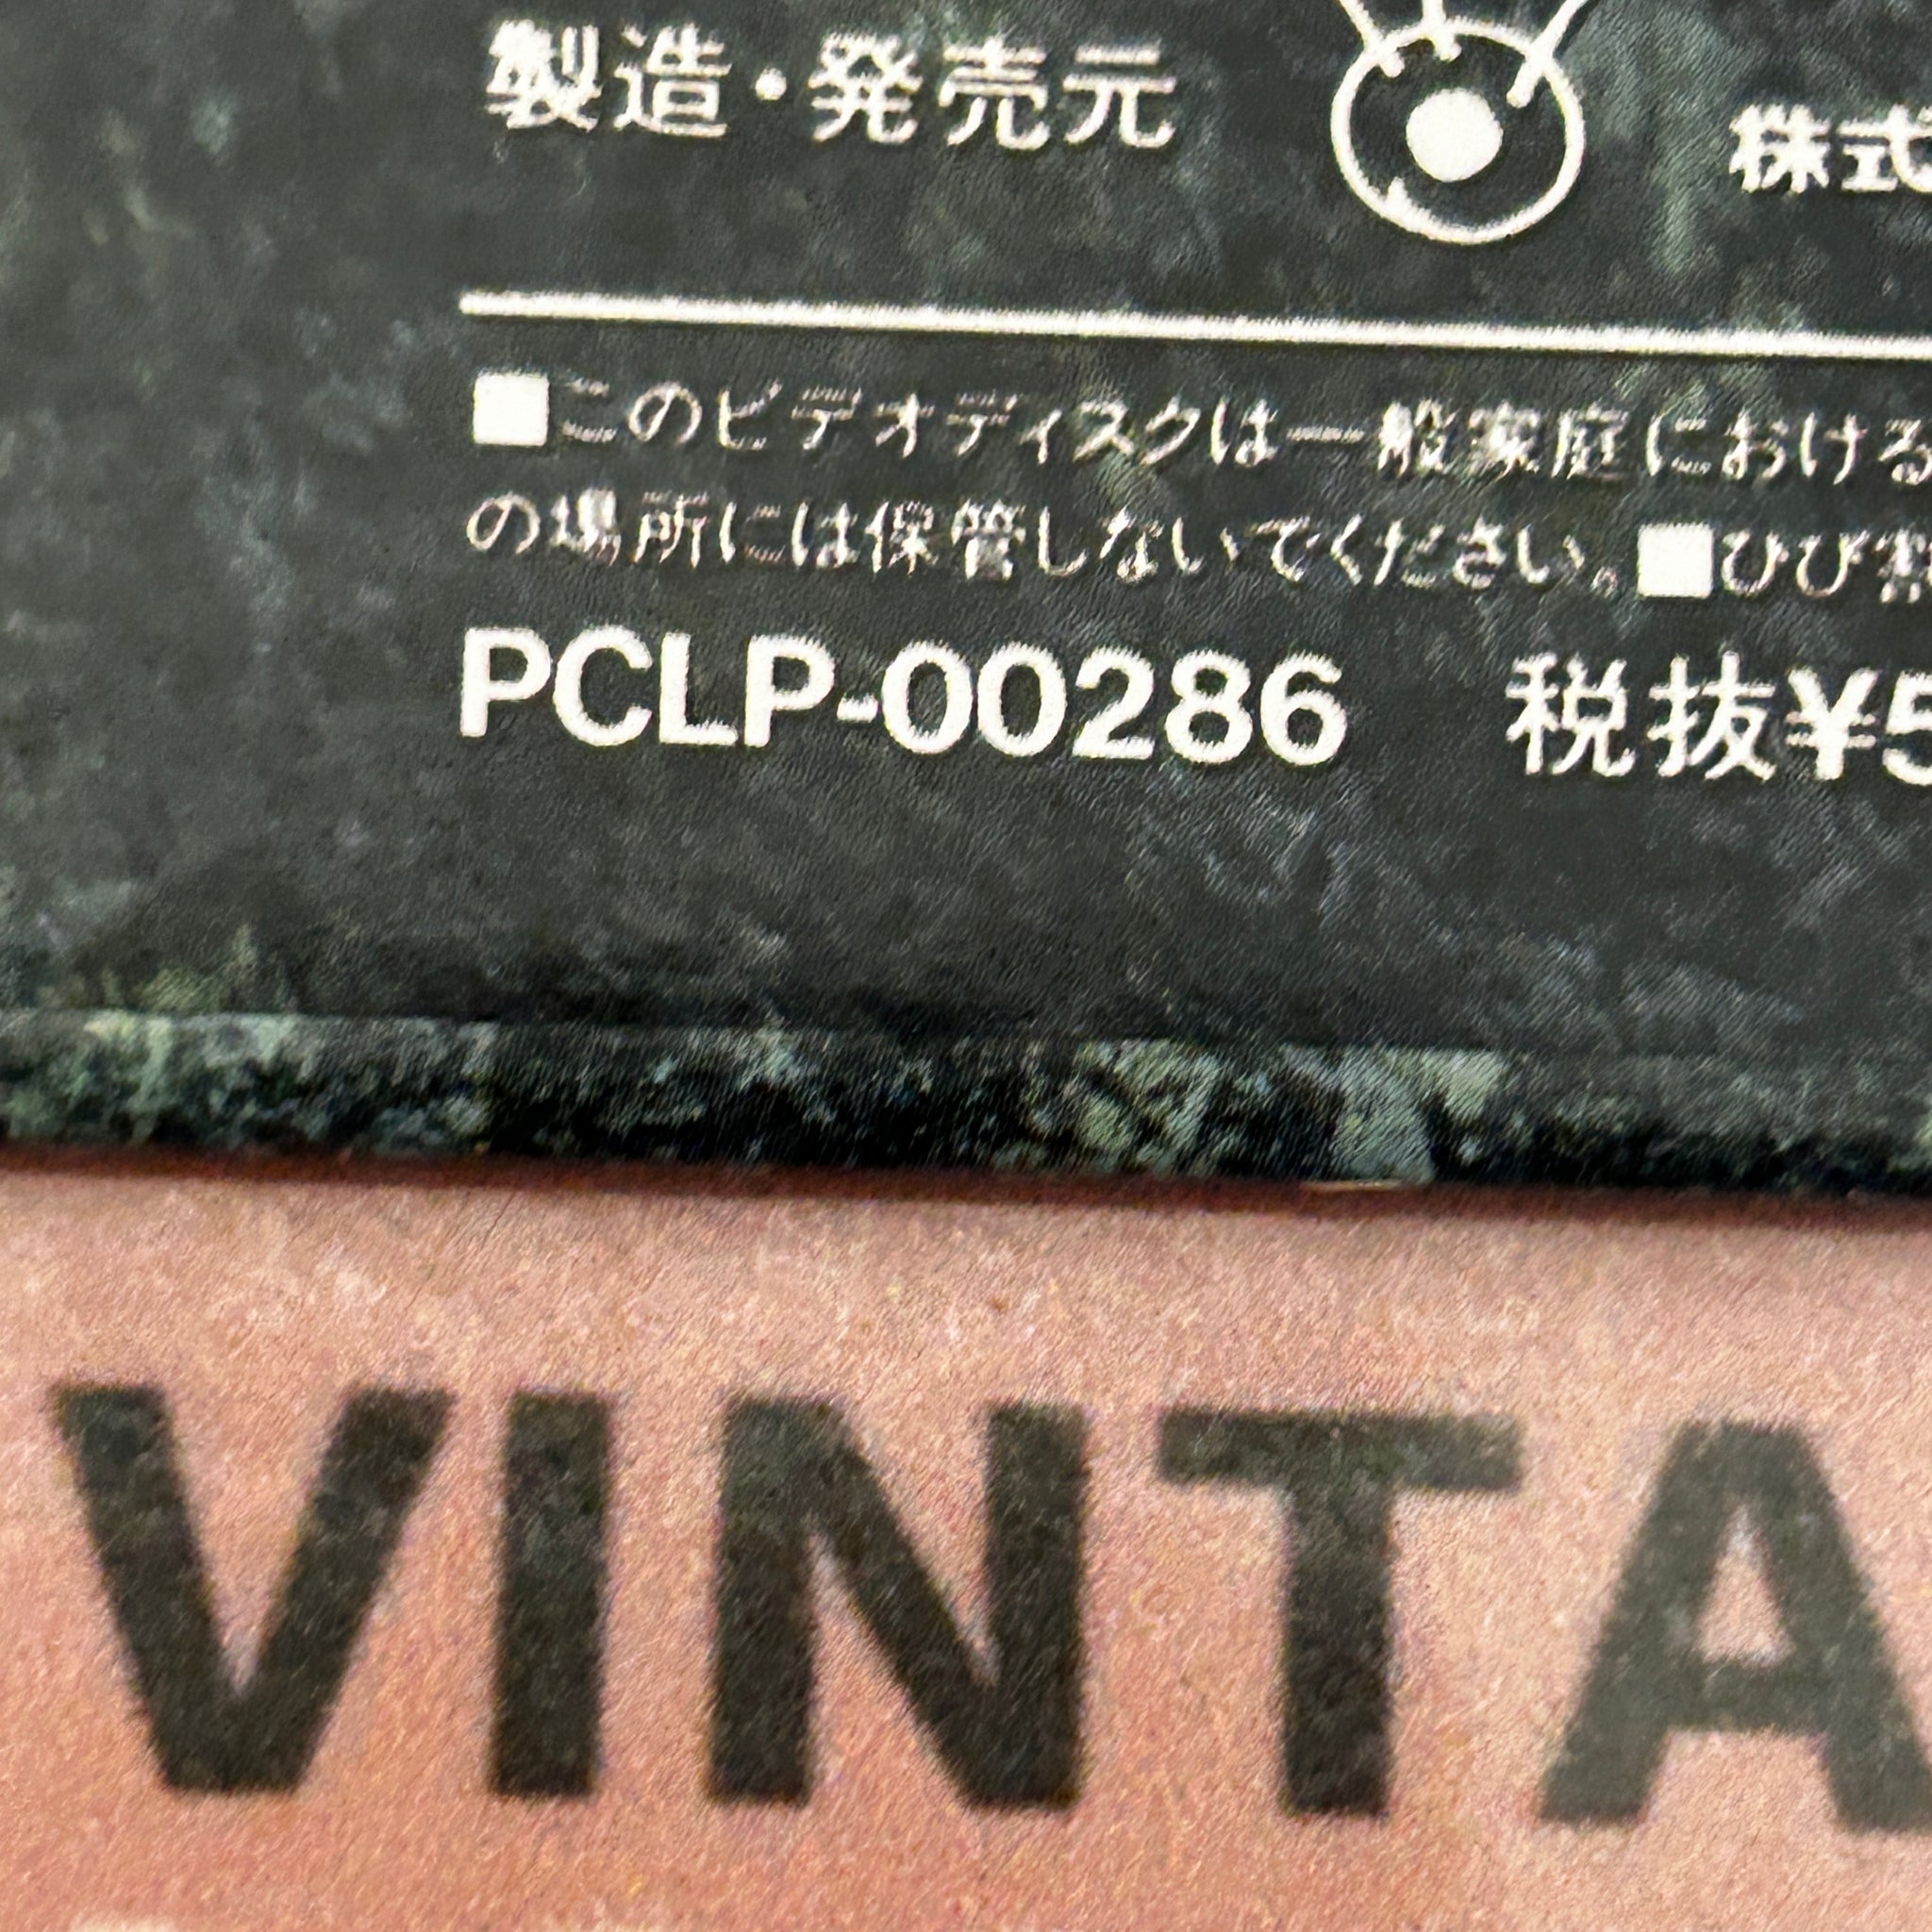 製造・発売元 株式
■このビデオディスクは一般家庭における
の場所には保管しないでください。■ひび割
PCLP-00286 税抜¥5
VINTA